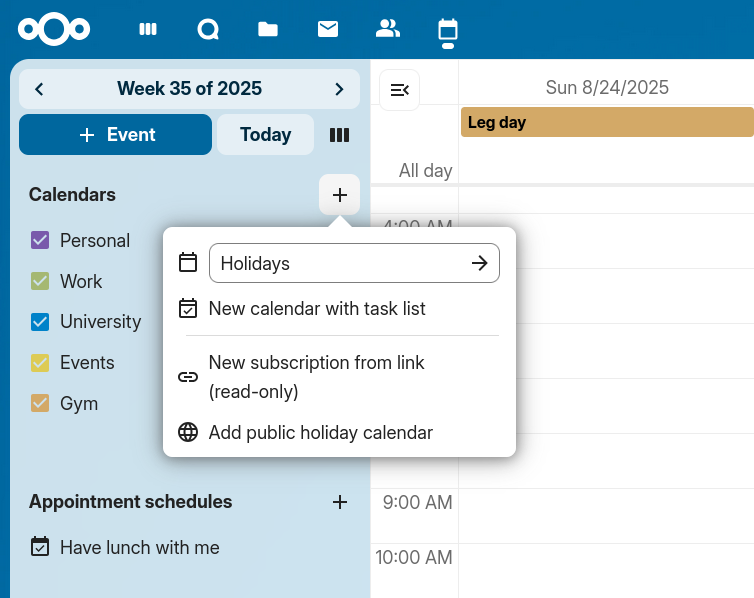 Week 35 of 2025
Sun 8/24/2025
Event
Today
Leg day
All day
Calendars
4:00 AM
Personal
Work
University
Events
Gym
Holidays
New calendar with task list
New subscription from link
(read-only)
Add public holiday calendar
Appointment schedules
9:00 AM
Have lunch with me
10:00 AM